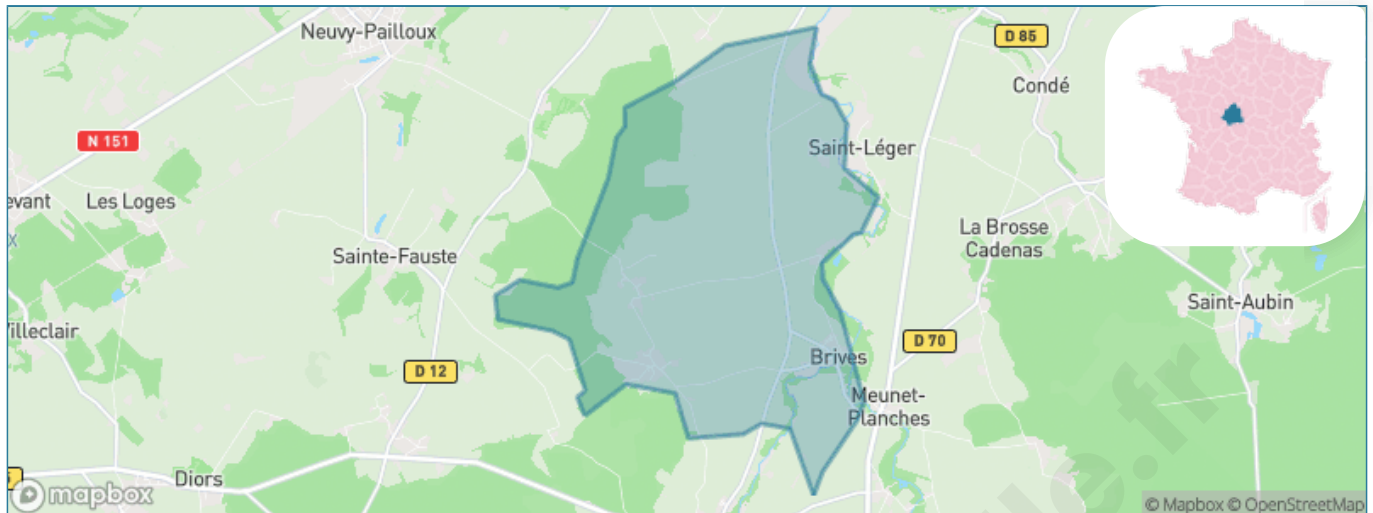 Neuvy-Pailloux
D 85
Condé
N 151
Saint-Léger
evant
Les Loges
La Brosse
Cadenas
Sainte-Fauste
Saint-Aubin
Villeclair
D 12
D 70
Brives
Meunet-
Planches
Diors
mapbox
© Mapbox © OpenStreetMap